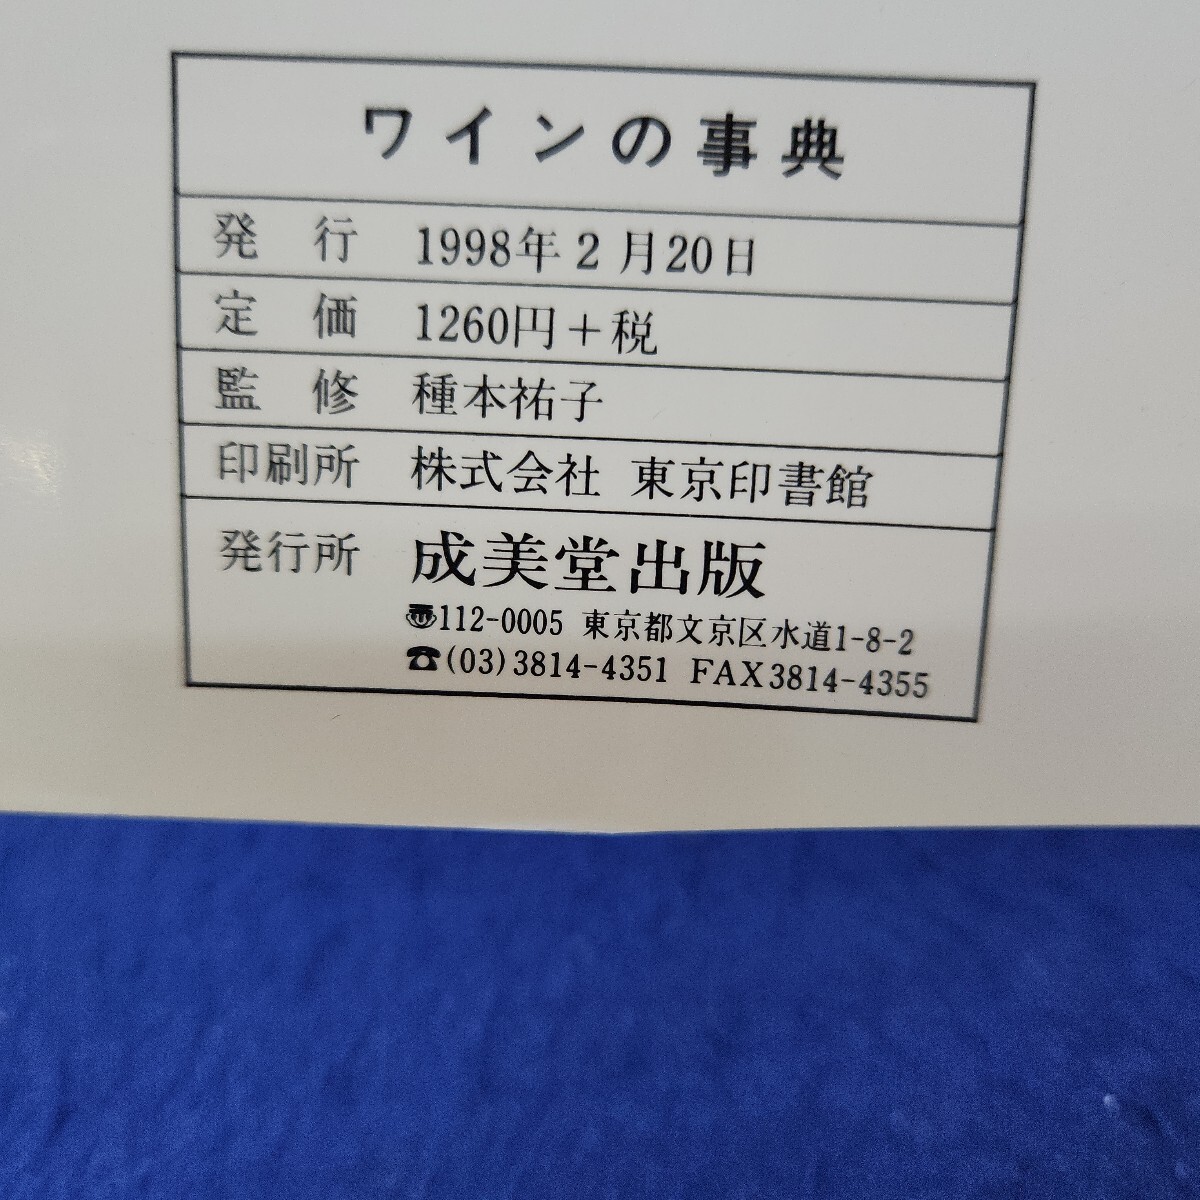 ワインの事典
発行 1998年2月20日
定価 1260円+税
監修 種本祐子
印刷所 株式会社 東京印書館
発行所 成美堂出版
〠112-0005 東京都文京区水道1-8-2
☎(03)3814-4351 FAX3814-4355